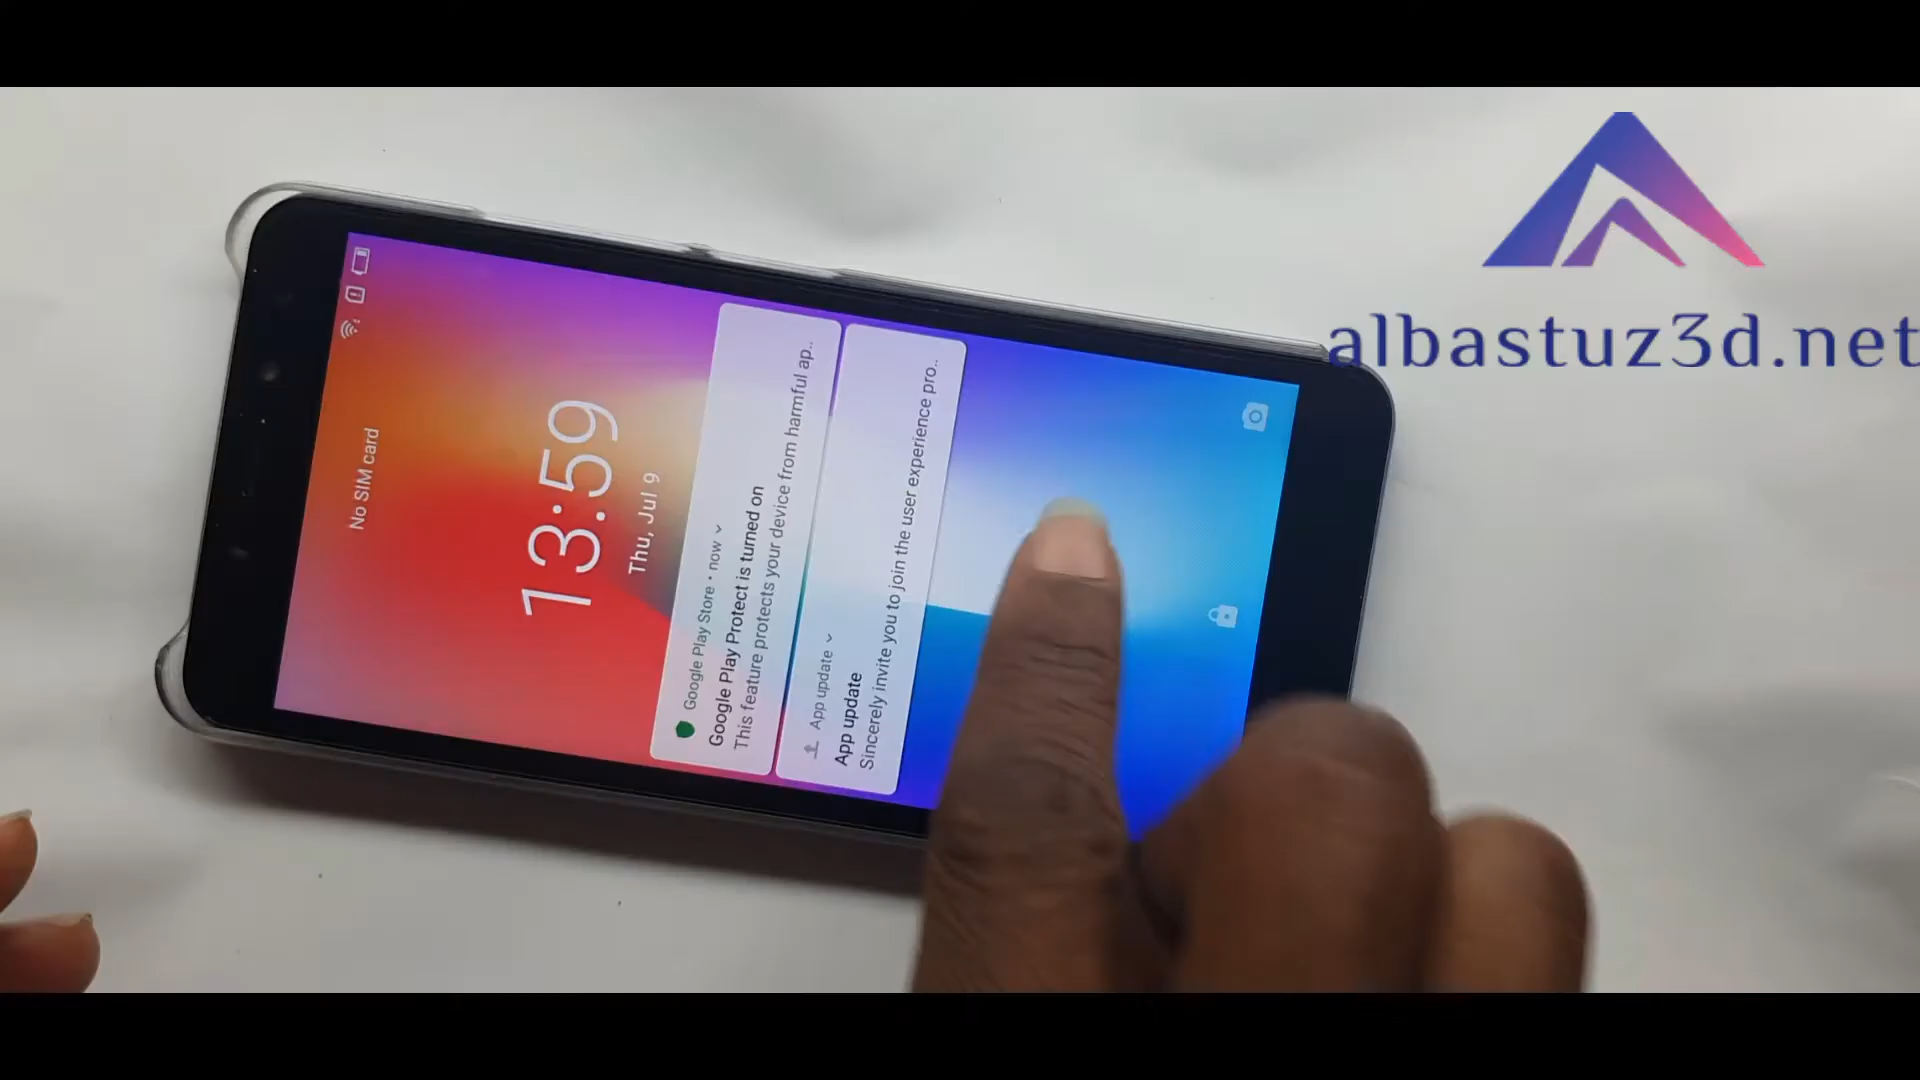 No SIM card
13:59
Thu, Jul 9
Google Play Store • now
Google Play Protect is turned on
This feature protects your device from harmful ap..
App update
App update
Sincerely invite you to join the user experience pro..
albastuz3d.net